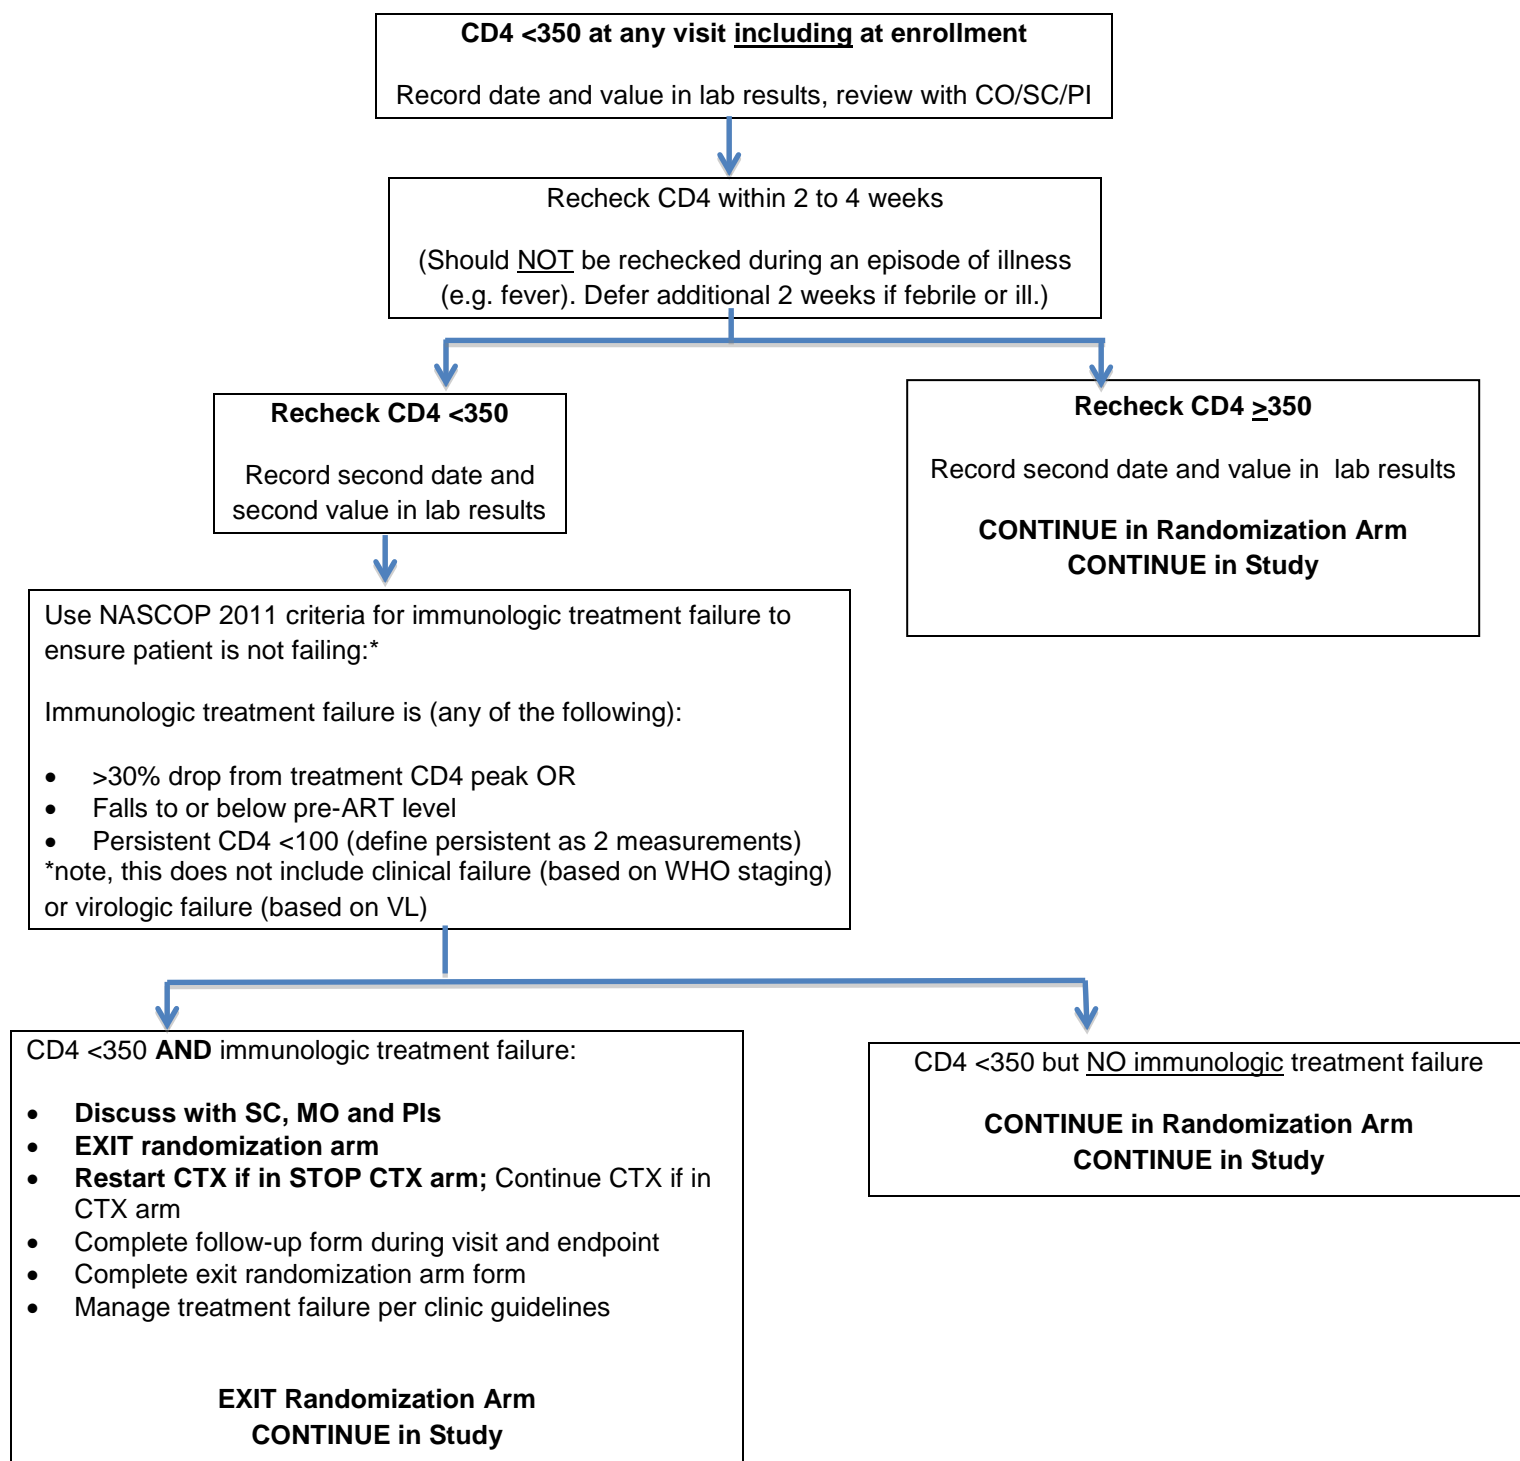 CD4 <350 at any visit including at enrollment
Record date and value in lab results, review with CO/SC/PI
Recheck CD4 within 2 to 4 weeks
(Should NOT be rechecked during an episode of illness
(e.g. fever). Defer additional 2 weeks if febrile or ill.)
Recheck CD4 <350
Record second date and
second value in lab results
Recheck CD4 ≥350
Record second date and value in lab results
CONTINUE in Randomization Arm
CONTINUE in Study
Use NASCOP 2011 criteria for immunologic treatment failure to
ensure patient is not failing:*
Immunologic treatment failure is (any of the following):
• >30% drop from treatment CD4 peak OR
• Falls to or below pre-ART level
• Persistent CD4 <100 (define persistent as 2 measurements)
*note, this does not include clinical failure (based on WHO staging)
or virologic failure (based on VL)
CD4 <350 AND immunologic treatment failure:
• Discuss with SC, MO and PIs
• EXIT randomization arm
• Restart CTX if in STOP CTX arm; Continue CTX if in
CTX arm
• Complete follow-up form during visit and endpoint
• Complete exit randomization arm form
• Manage treatment failure per clinic guidelines
EXIT Randomization Arm
CONTINUE in Study
CD4 <350 but NO immunologic treatment failure
CONTINUE in Randomization Arm
CONTINUE in Study